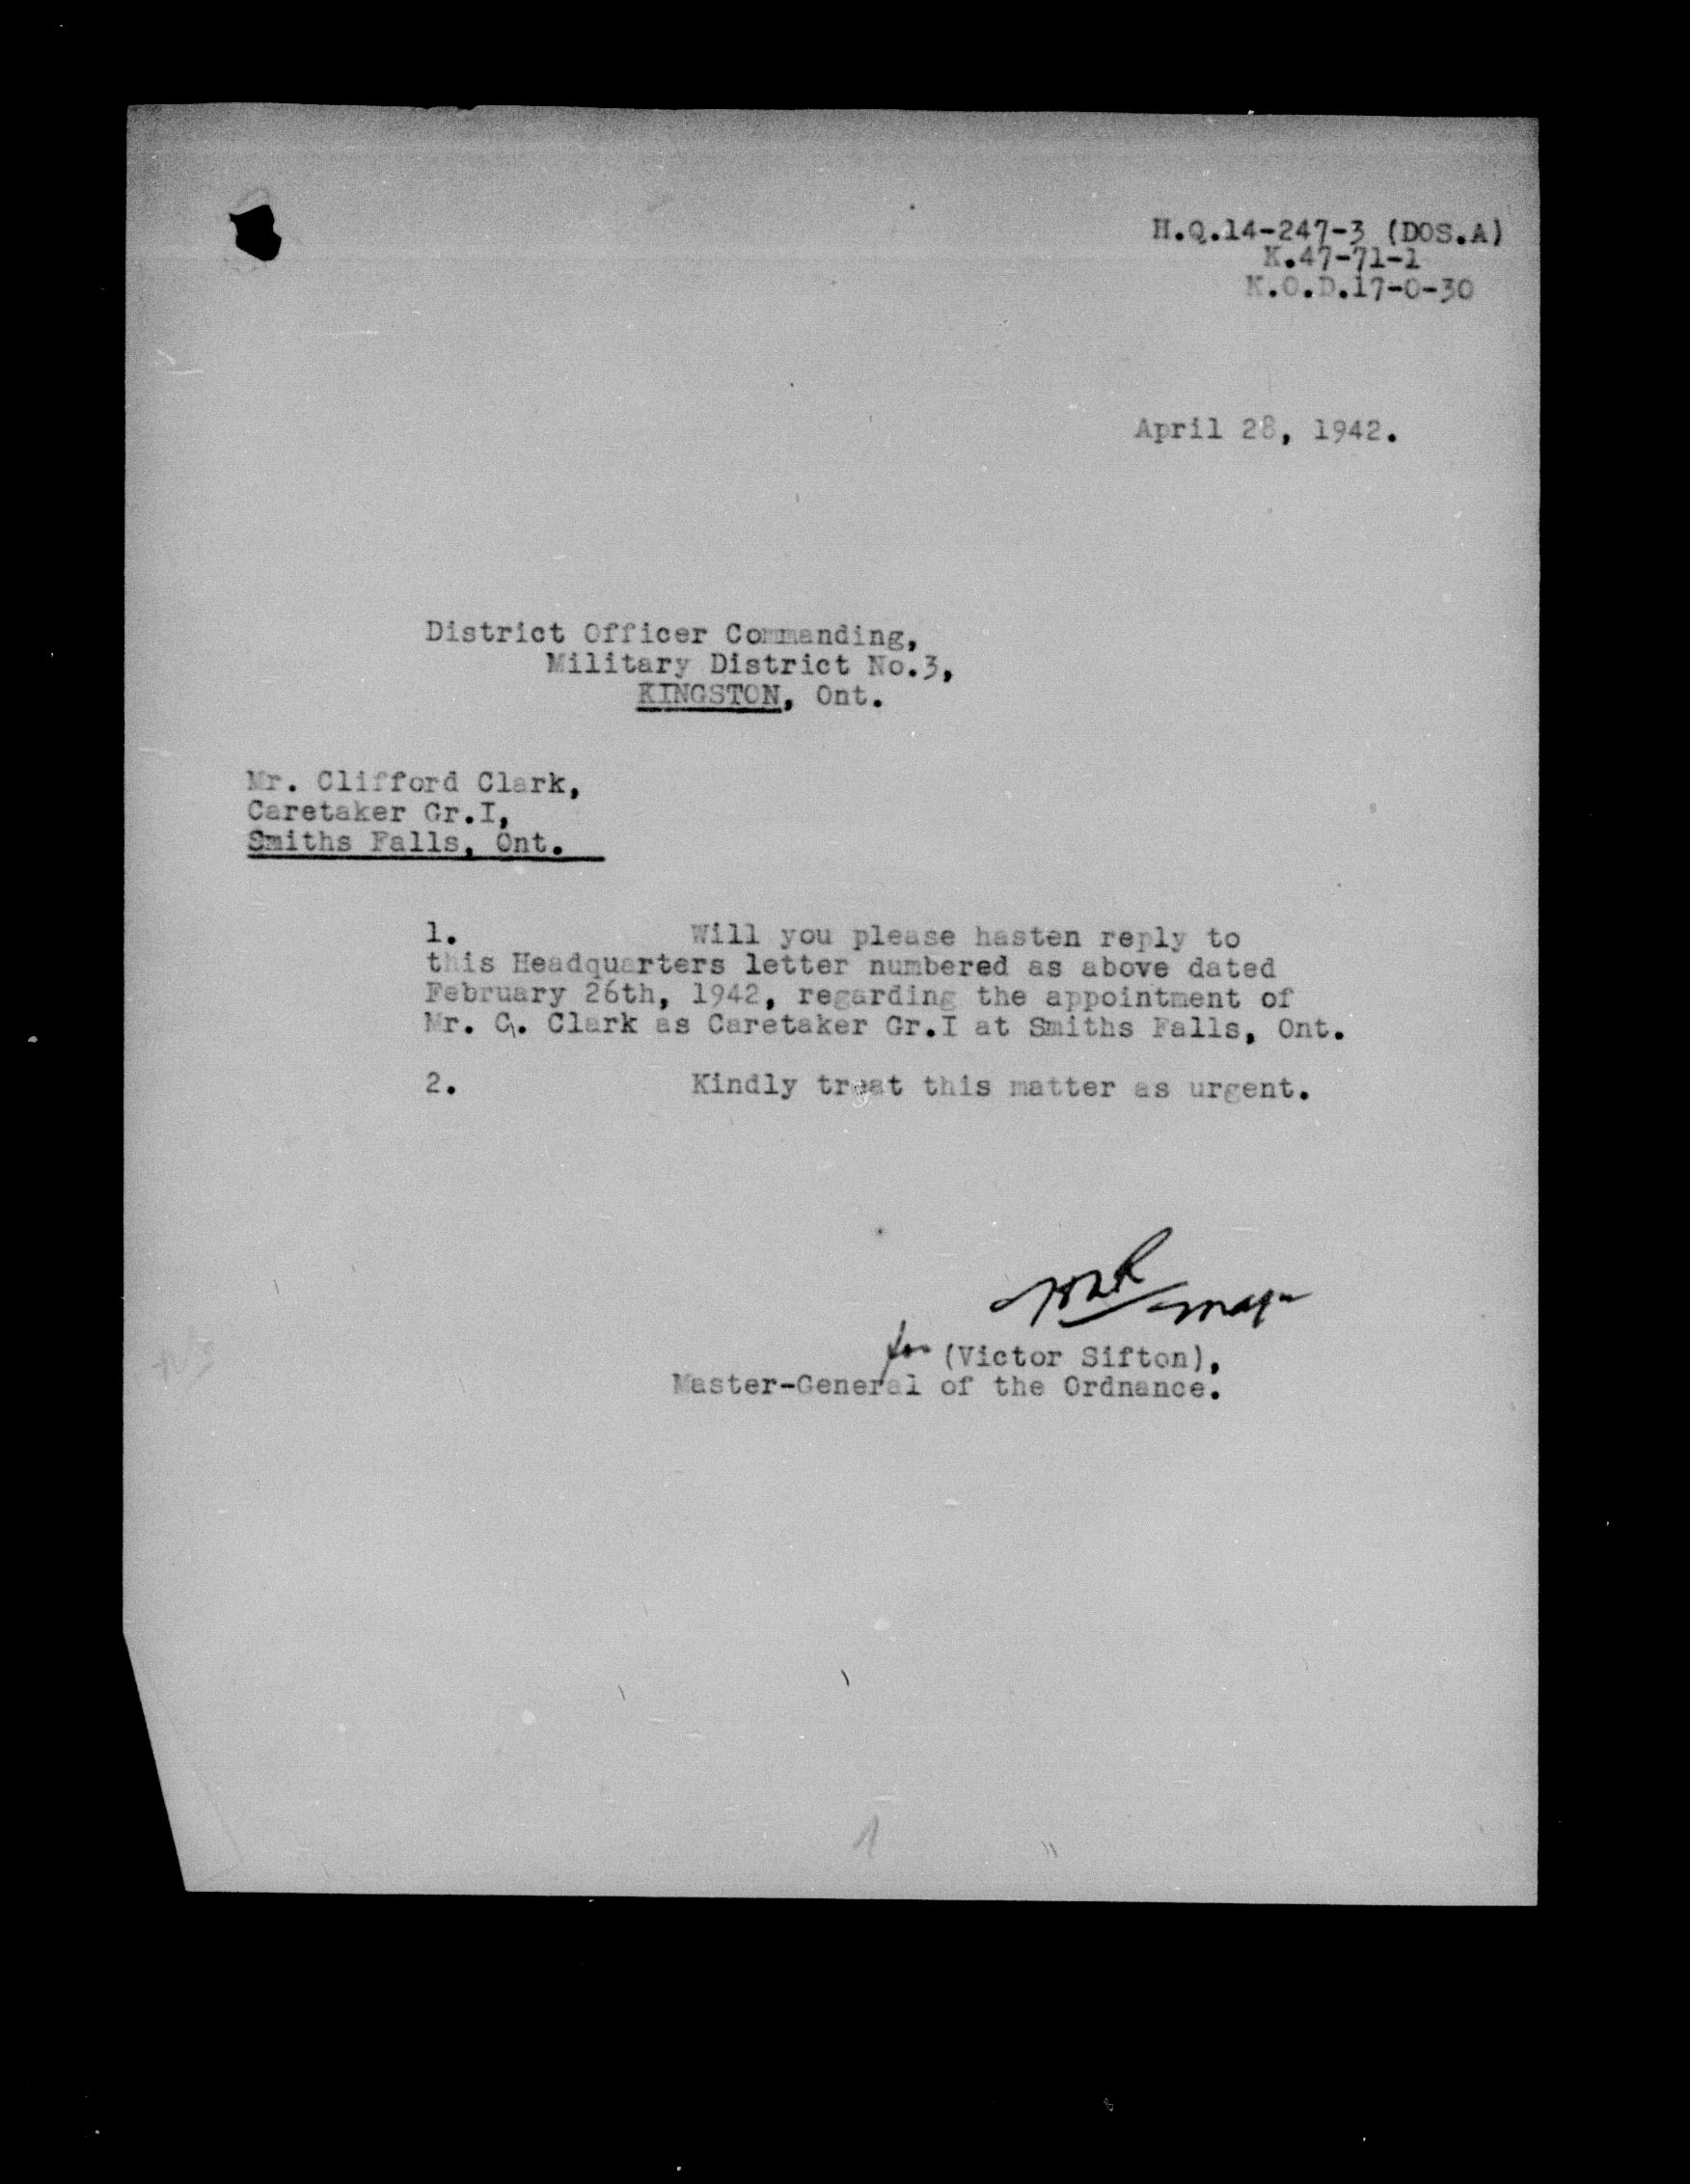 H.Q.14-247-3 (DOS.A)
K.47-71-1
K.O.D.17-0-30
April 28, 1942.
District Officer Commanding,
Military District No.3,
KINGSTON, Ont.
Mr. Clifford Clark,
Caretaker Gr.I,
Smiths Falls, Ont.
1. Will you please hasten reply to
this Headquarters letter numbered as above dated
February 26th, 1942, regarding the appointment of
Mr. C. Clark as Caretaker Gr.I at Smiths Falls, Ont.
2. Kindly treat this matter as urgent.
for (Victor Sifton),
Master-General of the Ordnance.